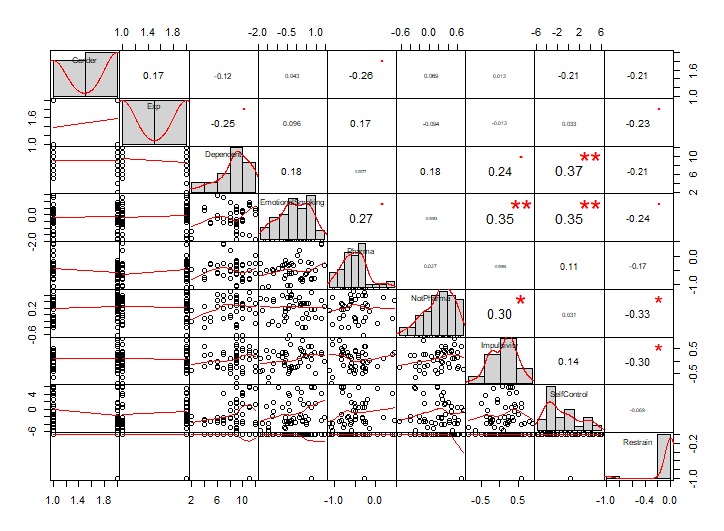 1.0 1.4 1.8 -2.0 -0.5 1.0 -0.6 0.0 0.6 -6 -2 2 6
Gender 0.17 -0.12 0.043 -0.26 . 0.013 -0.21 -0.21 1.0 1.6
1.0 1.6 Exp -0.25 . 0.096 0.17 -0.094 -0.013 0.033 -0.23 .
0.18 0.18 0.24 . 0.37 ** -0.21 2 6 10
-2.0 0.0 0.27 . 0.35 ** 0.35 ** -0.24 .
Pharma 0.027 0.11 -0.17 -1.0 0.0
-0.6 0.2 NotPharma 0.30 * 0.031 -0.33 *
Impulsivity 0.14 -0.30 * -0.5 0.5
-6 -2 4 SelfControl -0.069
Restrain -1.0 -0.2
1.0 1.4 1.8 2 6 10 -1.0 0.0 -0.5 0.5 -1.0 -0.4 0.0